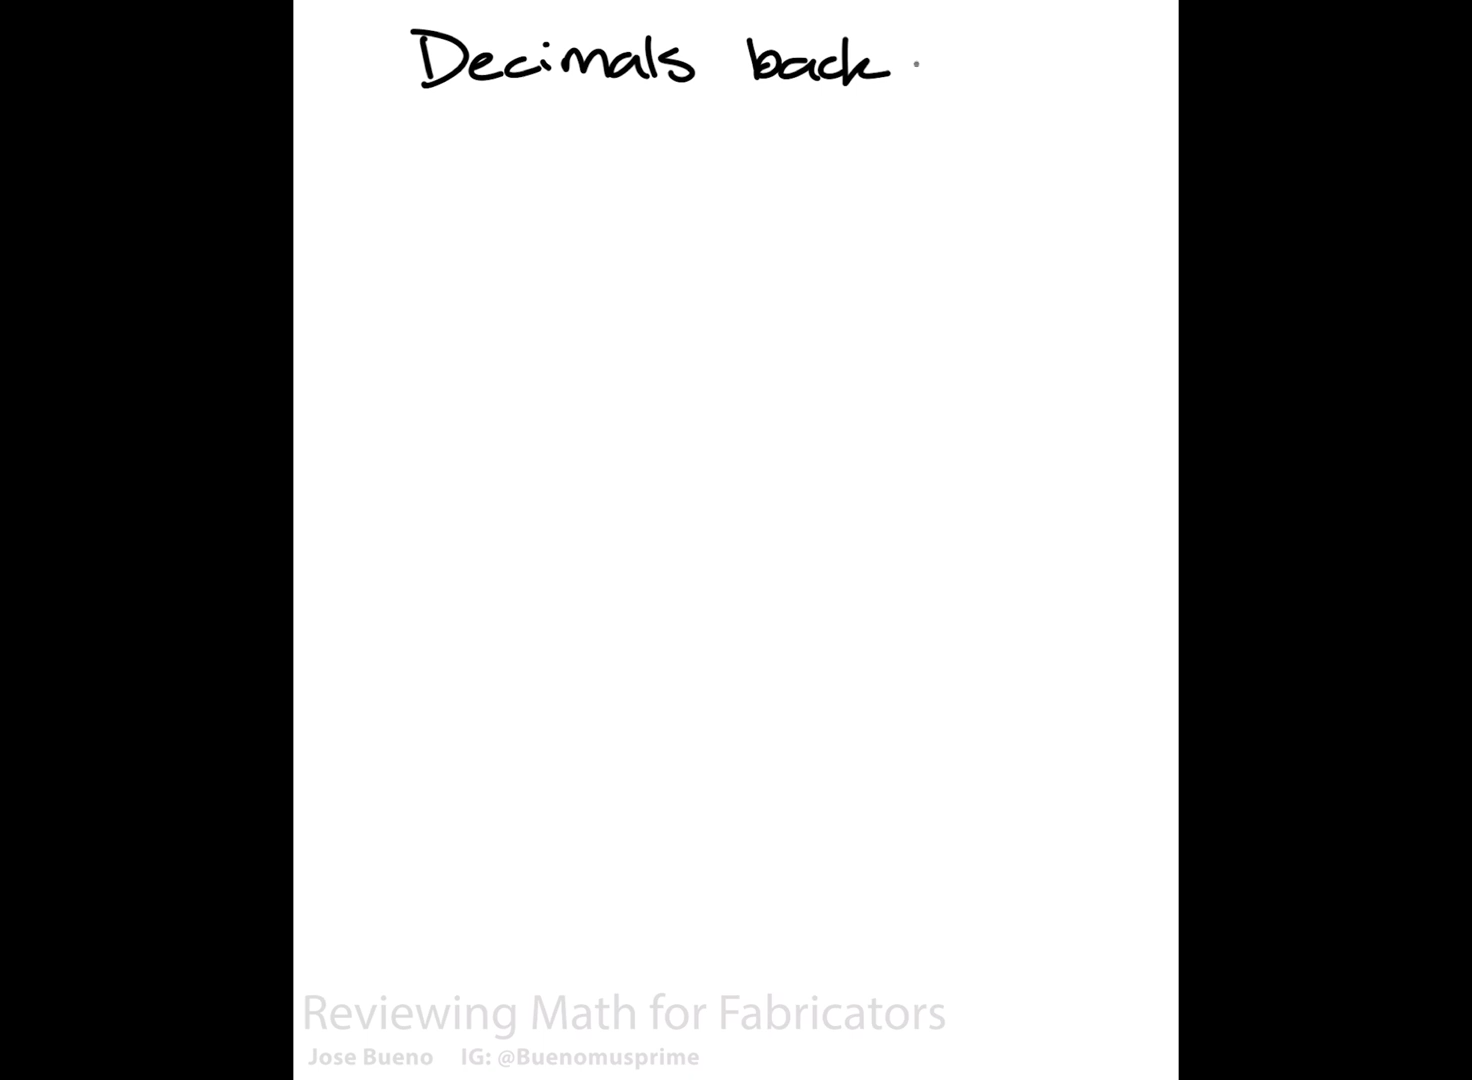 Decimals back
Reviewing Math for Fabricators
Jose Bueno IG: @Buenomusprime